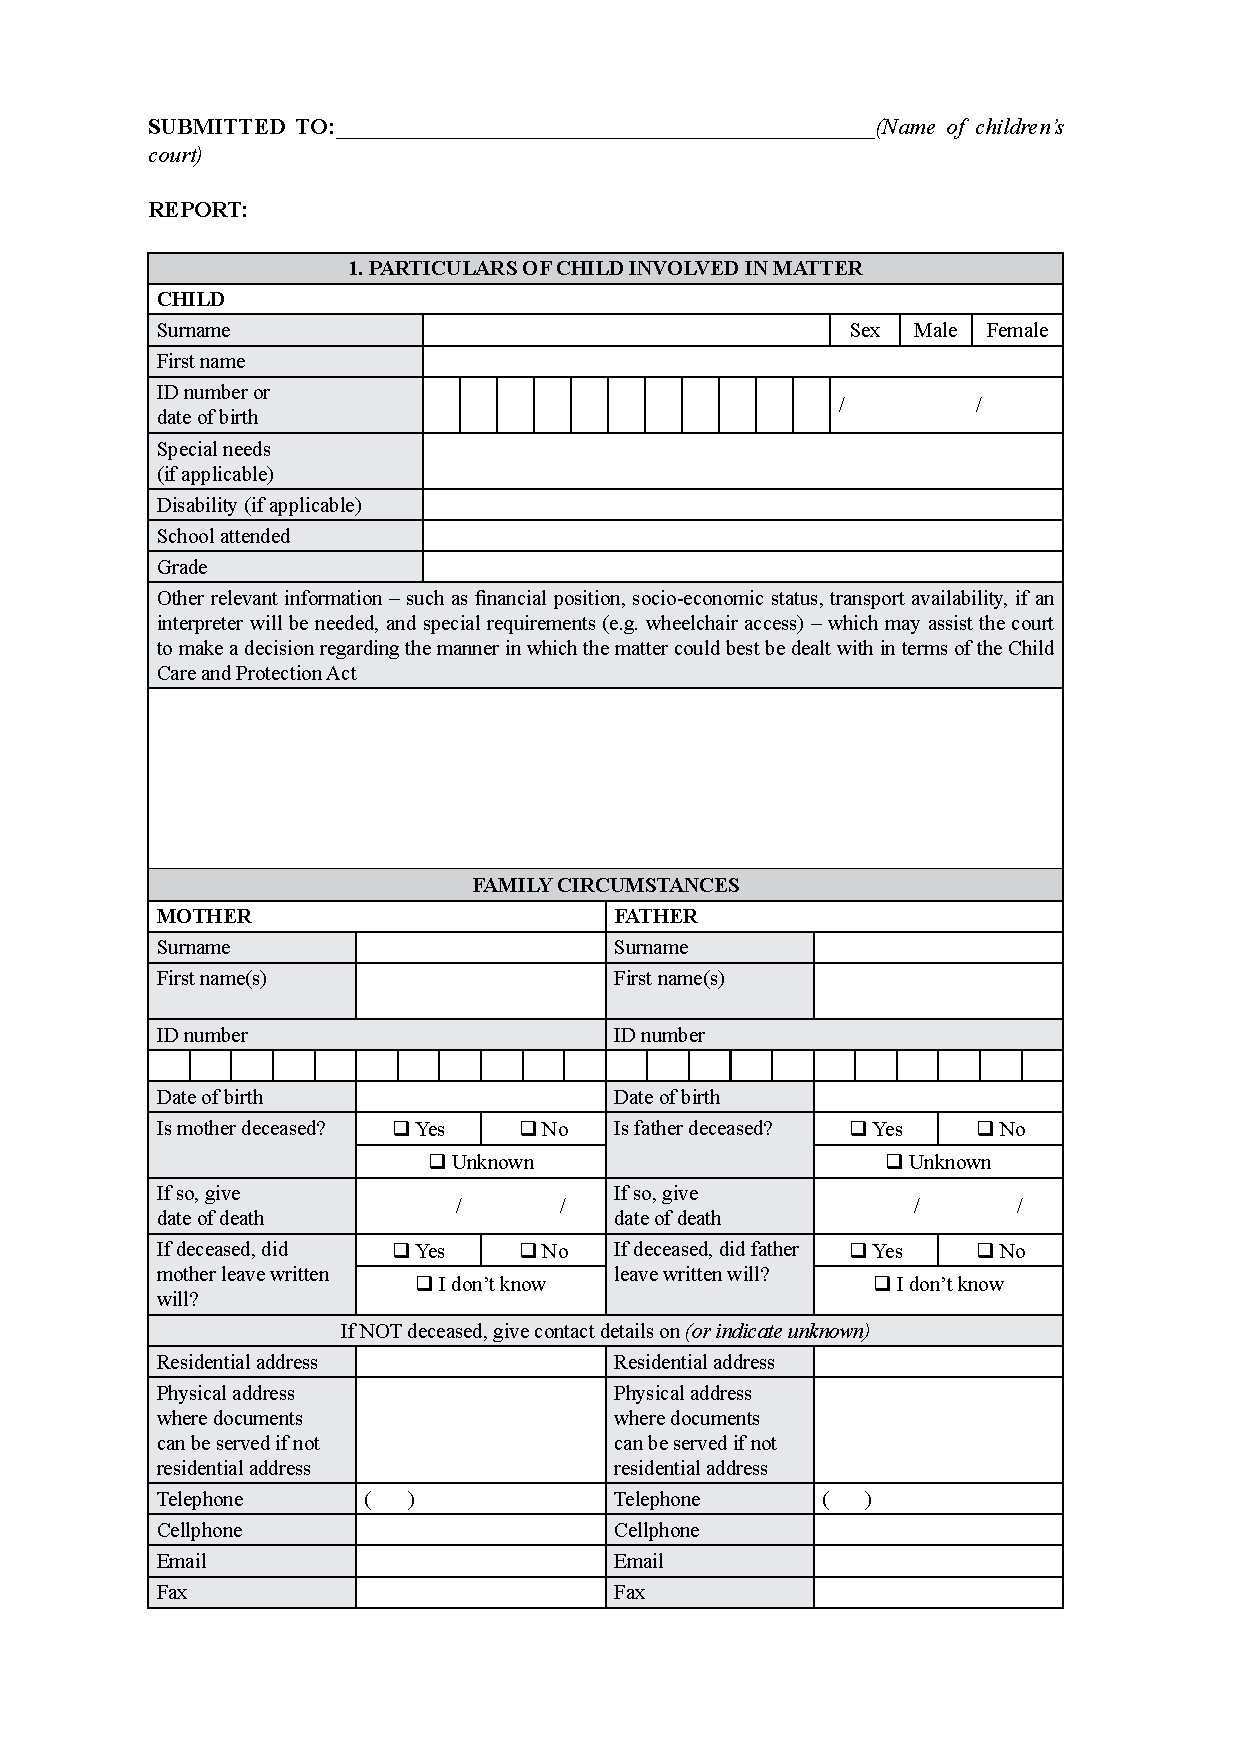 SUBMITTED TO:_________________________________________________(Name of children’s
court)
REPORT:
1. PARTICULARS OF CHILD INVOLVED IN MATTER
CHILD
Surname Sex Male Female
First name
ID number or
date of birth / /
Special needs
(if applicable)
Disability (if applicable)
School attended
Grade
Other relevant information – such as financial position, socio-economic status, transport availability, if an
interpreter will be needed, and special requirements (e.g. wheelchair access) – which may assist the court
to make a decision regarding the manner in which the matter could best be dealt with in terms of the Child
Care and Protection Act
FAMILY CIRCUMSTANCES
MOTHER FATHER
Surname Surname
First name(s) First name(s)
ID number ID number
Date of birth Date of birth
Is mother deceased? ❑ Yes ❑ No Is father deceased? ❑ Yes ❑ No
❑ Unknown ❑ Unknown
If so, give If so, give
date of death / / date of death / /
If deceased, did ❑ Yes ❑ No If deceased, did father ❑ Yes ❑ No
mother leave written ❑ I don’t know leave written will? ❑ I don’t know
will?
If NOT deceased, give contact details on (or indicate unknown)
Residential address Residential address
Physical address Physical address
where documents where documents
can be served if not can be served if not
residential address residential address
Telephone ( ) Telephone ( )
Cellphone Cellphone
Email Email
Fax Fax